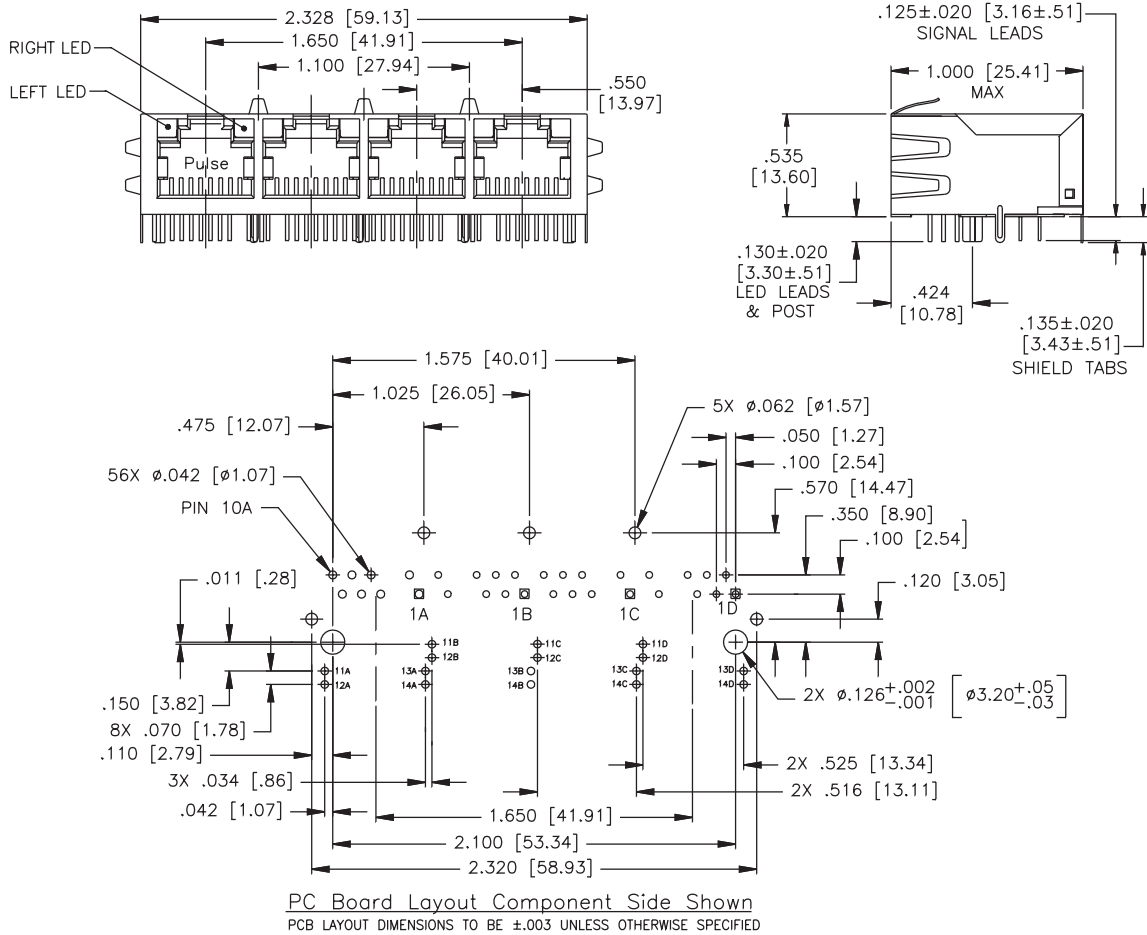 2.328 [59.13]
1.650 [41.91]
1.100 [27.94]
.550
[13.97]
RIGHT LED
LEFT LED
Pulse
.125±.020 [3.16±.51]
SIGNAL LEADS
1.000 [25.41]
MAX
.535
[13.60]
.130±.020
[3.30±.51]
LED LEADS
& POST
.424
[10.78]
.135±.020
[3.43±.51]
SHIELD TABS
1.575 [40.01]
1.025 [26.05]
.475 [12.07]
56X ø.042 [ø1.07]
PIN 10A
5X ø.062 [ø1.57]
.050 [1.27]
.100 [2.54]
.570 [14.47]
.350 [8.90]
.100 [2.54]
.011 [.28]
.120 [3.05]
1A 1B 1C 1D
11B 11C 11D
12B 12C 12D
11A 13A 13B 13C 13D
12A 14A 14B 14C 14D
2X ø.126+.002 -.001 [ø3.20+.05 -.03]
.150 [3.82]
8X .070 [1.78]
.110 [2.79]
3X .034 [.86]
.042 [1.07]
2X .525 [13.34]
2X .516 [13.11]
1.650 [41.91]
2.100 [53.34]
2.320 [58.93]
PC Board Layout Component Side Shown
PCB LAYOUT DIMENSIONS TO BE ±.003 UNLESS OTHERWISE SPECIFIED